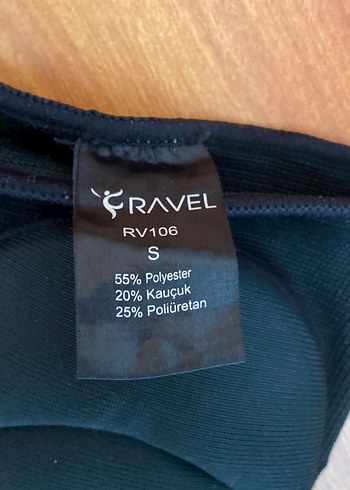 RAVEL
RV106
S
55% Polyester
20% Kauçuk
25% Poliüretan